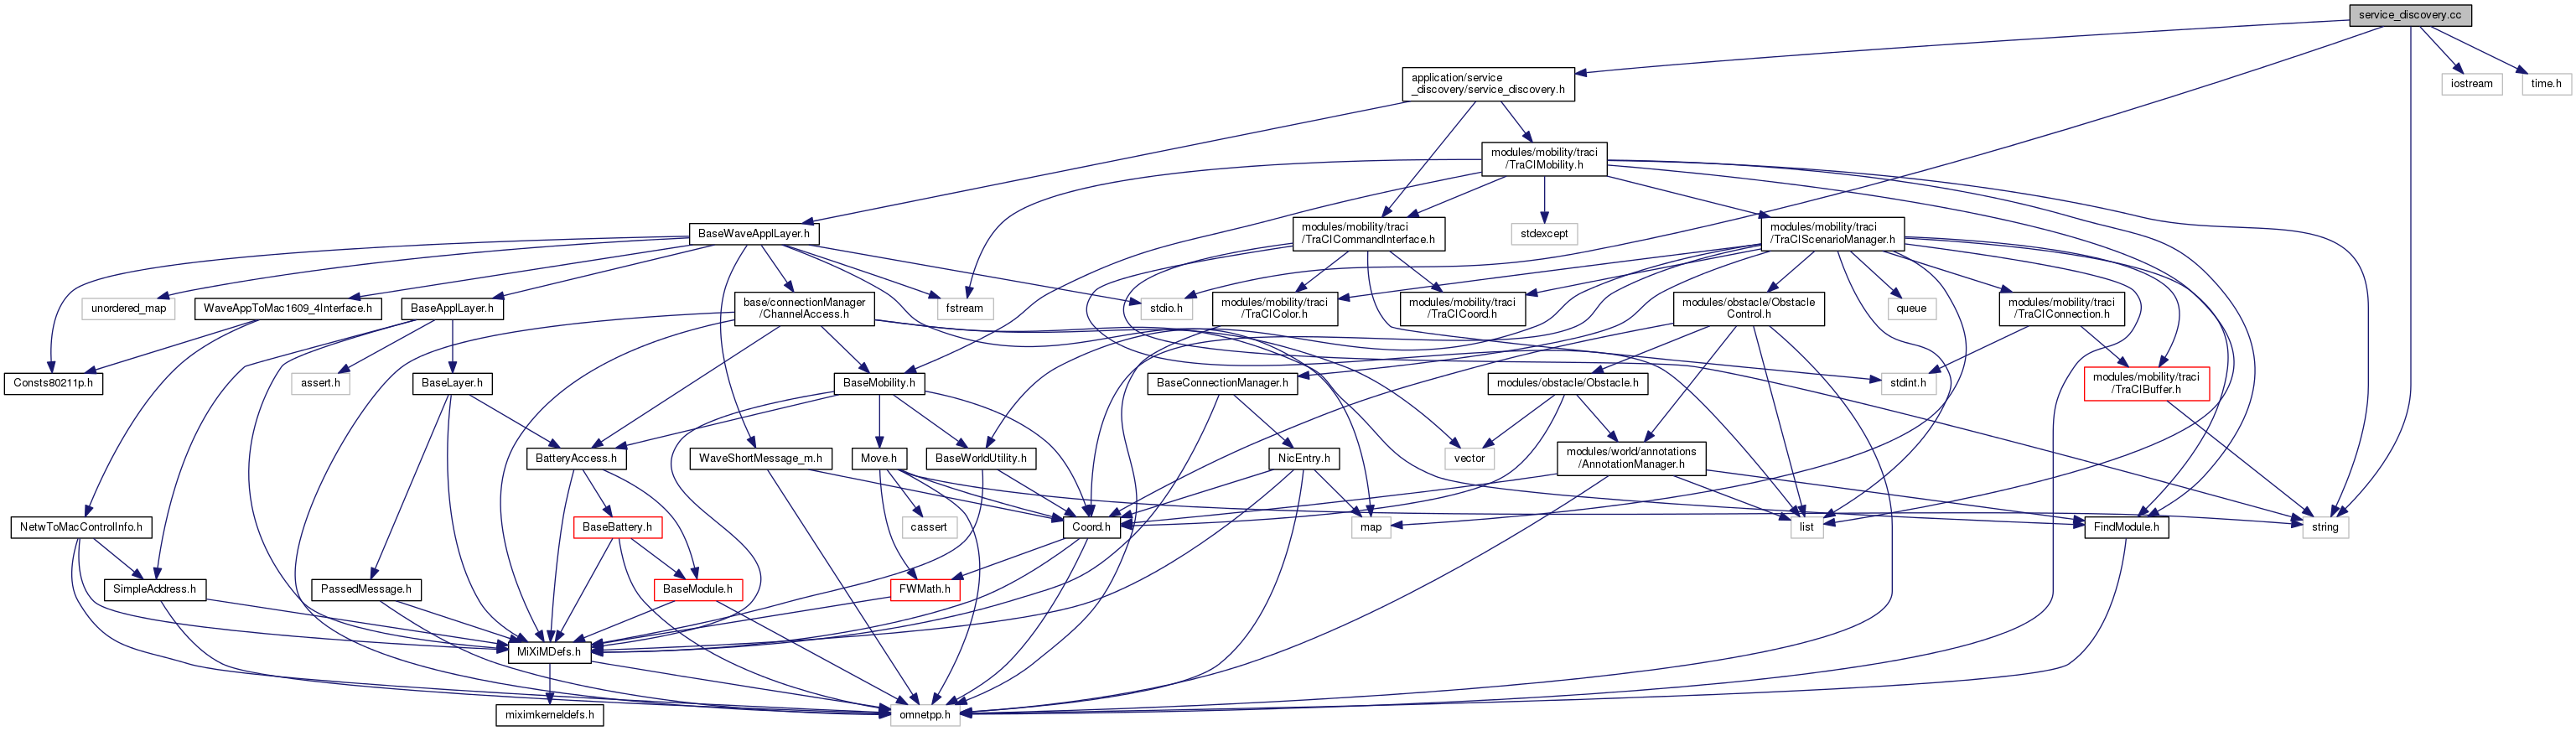 service_discovery.cc
application/service
_discovery/service_discovery.h
iostream
time.h
modules/mobility/traci
/TraCIMobility.h
BaseWaveApplLayer.h
modules/mobility/traci
/TraCICommandInterface.h
stdexcept
modules/mobility/traci
/TraCIScenarioManager.h
unordered_map
WaveAppToMac1609_4Interface.h
BaseApplLayer.h
base/connectionManager
/ChannelAccess.h
fstream
stdio.h
modules/mobility/traci
/TraCIColor.h
modules/mobility/traci
/TraCICoord.h
modules/obstacle/Obstacle
Control.h
queue
modules/mobility/traci
/TraCIConnection.h
Consts80211p.h
assert.h
BaseLayer.h
BaseMobility.h
BaseConnectionManager.h
modules/obstacle/Obstacle.h
stdint.h
modules/mobility/traci
/TraCIBuffer.h
BatteryAccess.h
WaveShortMessage_m.h
Move.h
BaseWorldUtility.h
NicEntry.h
vector
modules/world/annotations
/AnnotationManager.h
NetwToMacControlInfo.h
BaseBattery.h
cassert
Coord.h
map
list
FindModule.h
string
SimpleAddress.h
PassedMessage.h
BaseModule.h
FWMath.h
MiXiMDefs.h
miximkerneldefs.h
omnetpp.h